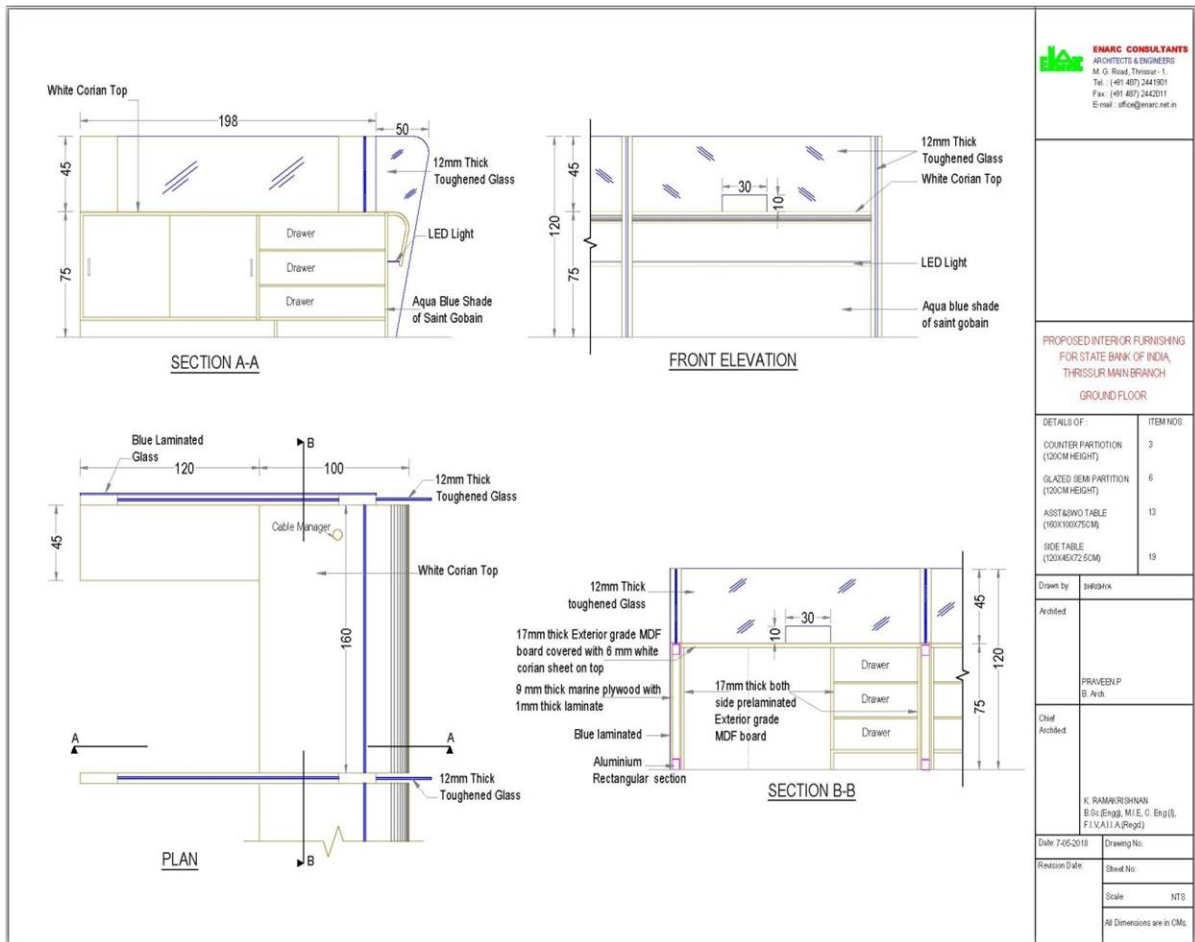 White Corian Top
198
50
45
75
12mm Thick
Toughened Glass
Drawer
Drawer
Drawer
LED Light
Aqua Blue Shade
of Saint Gobain
SECTION A-A
45
120
75
30
10
12mm Thick
Toughened Glass
White Corian Top
LED Light
Aqua blue shade
of saint gobain
FRONT ELEVATION
Blue Laminated
Glass
B
120
100
12mm Thick
Toughened Glass
45
Cable Manager
White Corian Top
160
A
A
12mm Thick
Toughened Glass
B
PLAN
12mm Thick
toughened Glass
30
10
45
120
75
17mm thick Exterior grade MDF
board covered with 6 mm white
corian sheet on top
9 mm thick marine plywood with
1mm thick laminate
17mm thick both
side prelaminated
Exterior grade
MDF board
Drawer
Drawer
Drawer
Blue laminated
Aluminium
Rectangular section
SECTION B-B
ENARC
ENARC CONSULTANTS
ARCHITECTS & ENGINEERS
M. G. Road, Thrissur - 1.
Tel. : (+91 487) 2441901
Fax : (+91 487) 2442011
E-mail : office@enarc.net.in
PROPOSED INTERIOR FURNISHING
FOR STATE BANK OF INDIA,
THRISSUR MAIN BRANCH
GROUND FLOOR
DETAILS OF : ITEM NOS.
COUNTER PARTIOTION 3
(120CM HEIGHT)
GLAZED SEMI PARTITION 6
(120CM HEIGHT)
ASST&SWO TABLE 13
(160X100X75CM)
SIDE TABLE 19
(120X45X72.5CM)
Drawn by DHRISHYA
Architect
PRAVEEN.P
B. Arch.
Chief
Architect
K. RAMAKRISHNAN
B.Sc.(Engg), M.I.E, C. Eng(I),
F.I.V,A.I.I.A.(Regd.)
Date: 7-05-2018 Drawing No.
Revision Date: Sheet No:
Scale NTS
All Dimensions are in CMs.